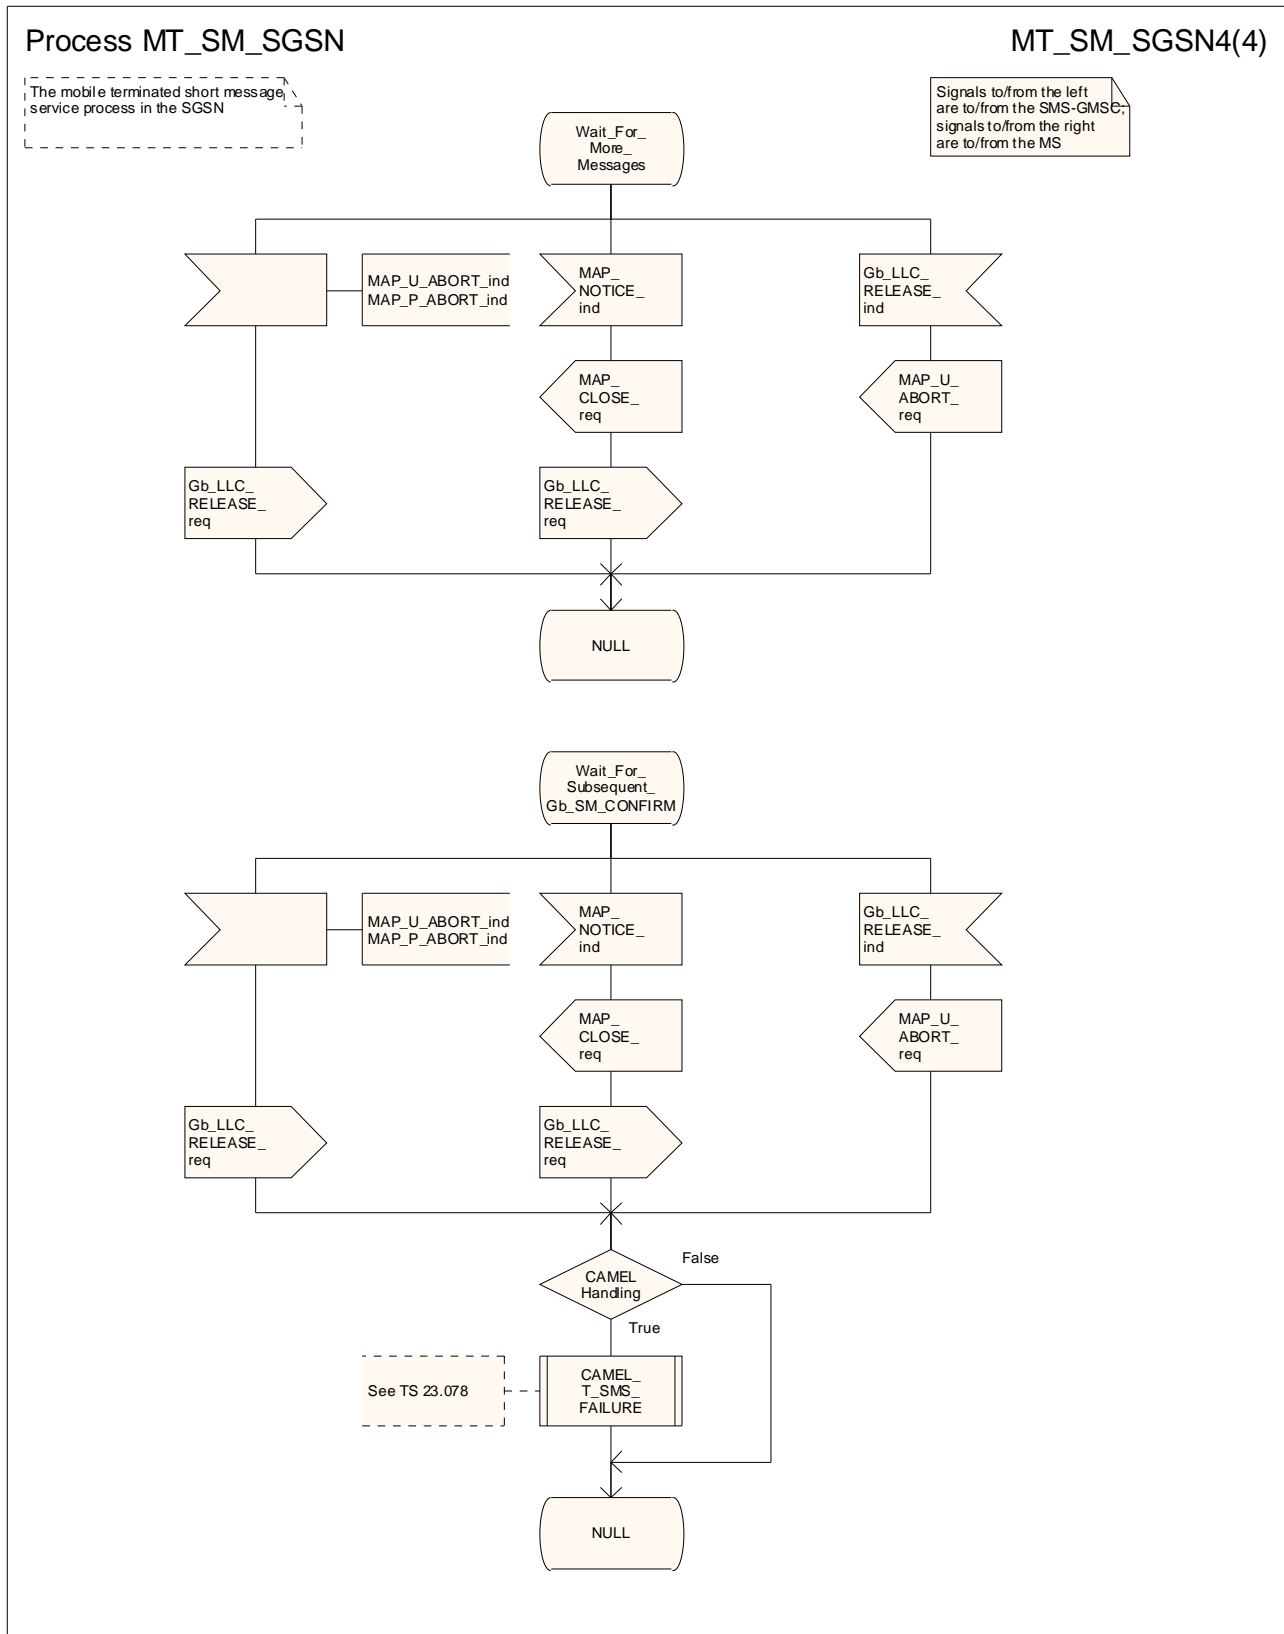 Process MT_SM_SGSN
MT_SM_SGSN4(4)
The mobile terminated short message
service process in the SGSN
Signals to/from the left
are to/from the SMS-GMSC;
signals to/from the right
are to/from the MS
Wait_For_
More_
Messages
MAP_U_ABORT_ind
MAP_P_ABORT_ind
MAP_
NOTICE_
ind
Gb_LLC_
RELEASE_
ind
MAP_
CLOSE_
req
MAP_U_
ABORT_
req
Gb_LLC_
RELEASE_
req
Gb_LLC_
RELEASE_
req
NULL
Wait_For_
Subsequent_
Gb_SM_CONFIRM
MAP_U_ABORT_ind
MAP_P_ABORT_ind
MAP_
NOTICE_
ind
Gb_LLC_
RELEASE_
ind
MAP_
CLOSE_
req
MAP_U_
ABORT_
req
Gb_LLC_
RELEASE_
req
Gb_LLC_
RELEASE_
req
False
CAMEL
Handling
True
See TS 23.078
CAMEL_
T_SMS_
FAILURE
NULL